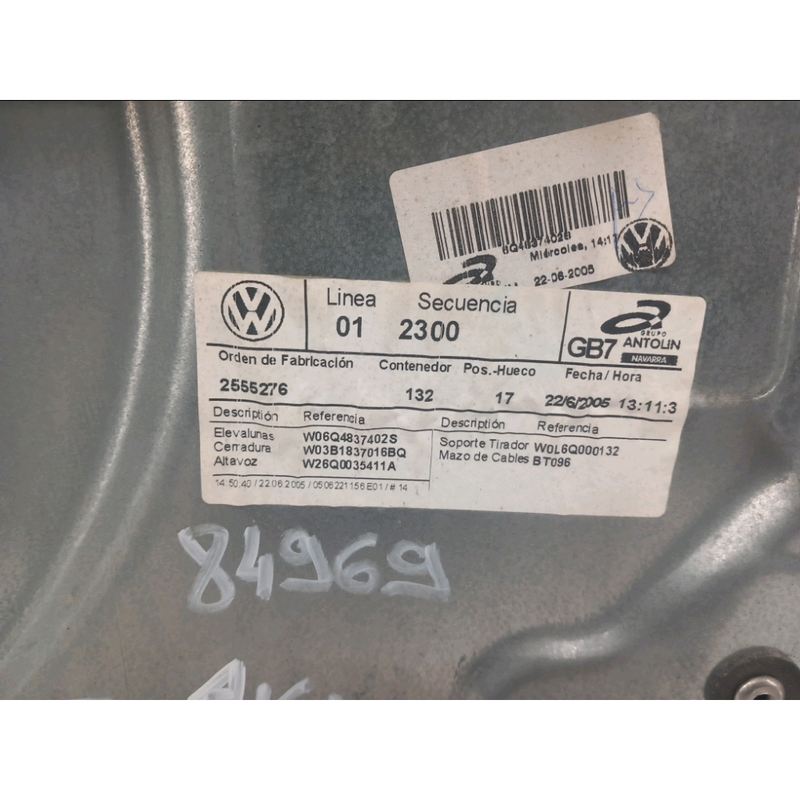 6Q4837402S
Miércoles, 14:1
22-06-2005
Linea Secuencia
01 2300
GRUPO
ANTOLIN
NAVARRA
GB7
Orden de Fabricación Contenedor Pos.-Hueco Fecha/Hora
2555276 132 17 22/6/2005 13:11:3
Descripción Referencia Descripción Referencia
Elevalunas W06Q4837402S Soporte Tirador W0L6Q000132
Cerradura W03B1837016BQ Mazo de Cables BT096
Altavoz W26Q0035411A
14:50:40 / 22.06.2005 / 0506221156E01 / # 14
84969